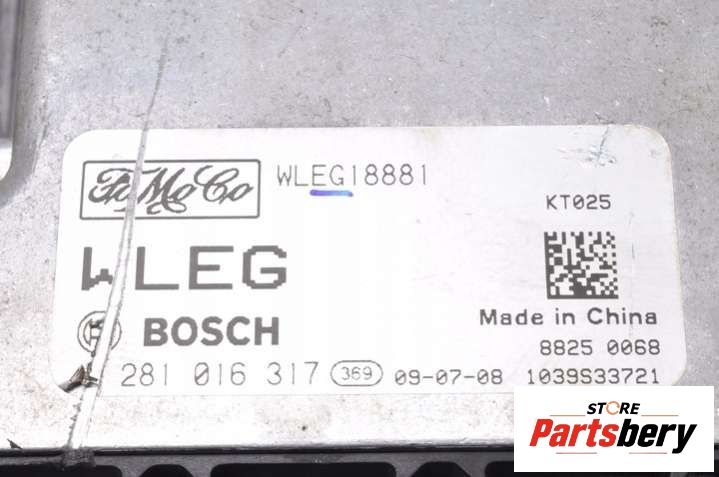 FoMoCo WLEG18881
KT025
WLEG
BOSCH
Made in China
8825 0068
281 016 317 369 09-07-08 1039S33721
STORE
Partsbery